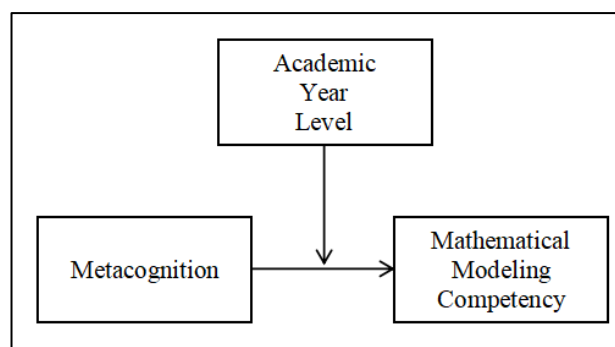 Academic
Year
Level
Metacognition
Mathematical
Modeling
Competency